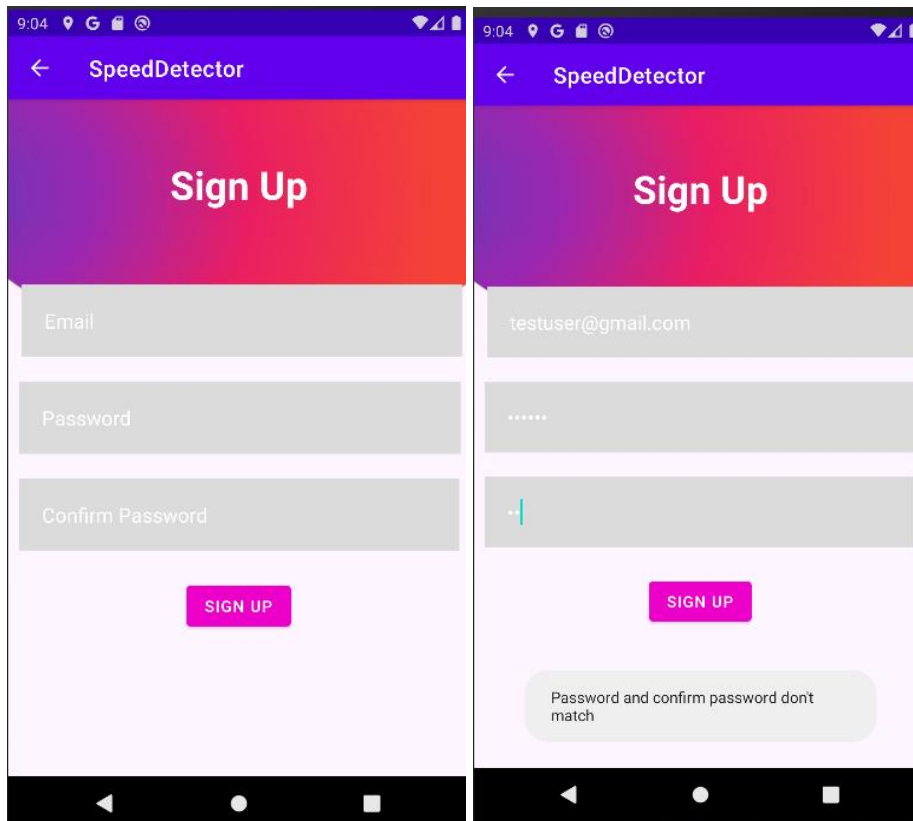 9:04 G
SpeedDetector
Sign Up
Email
Password
Confirm Password
SIGN UP
9:04 G
SpeedDetector
Sign Up
testuser@gmail.com
••••••
••
SIGN UP
Password and confirm password don't
match